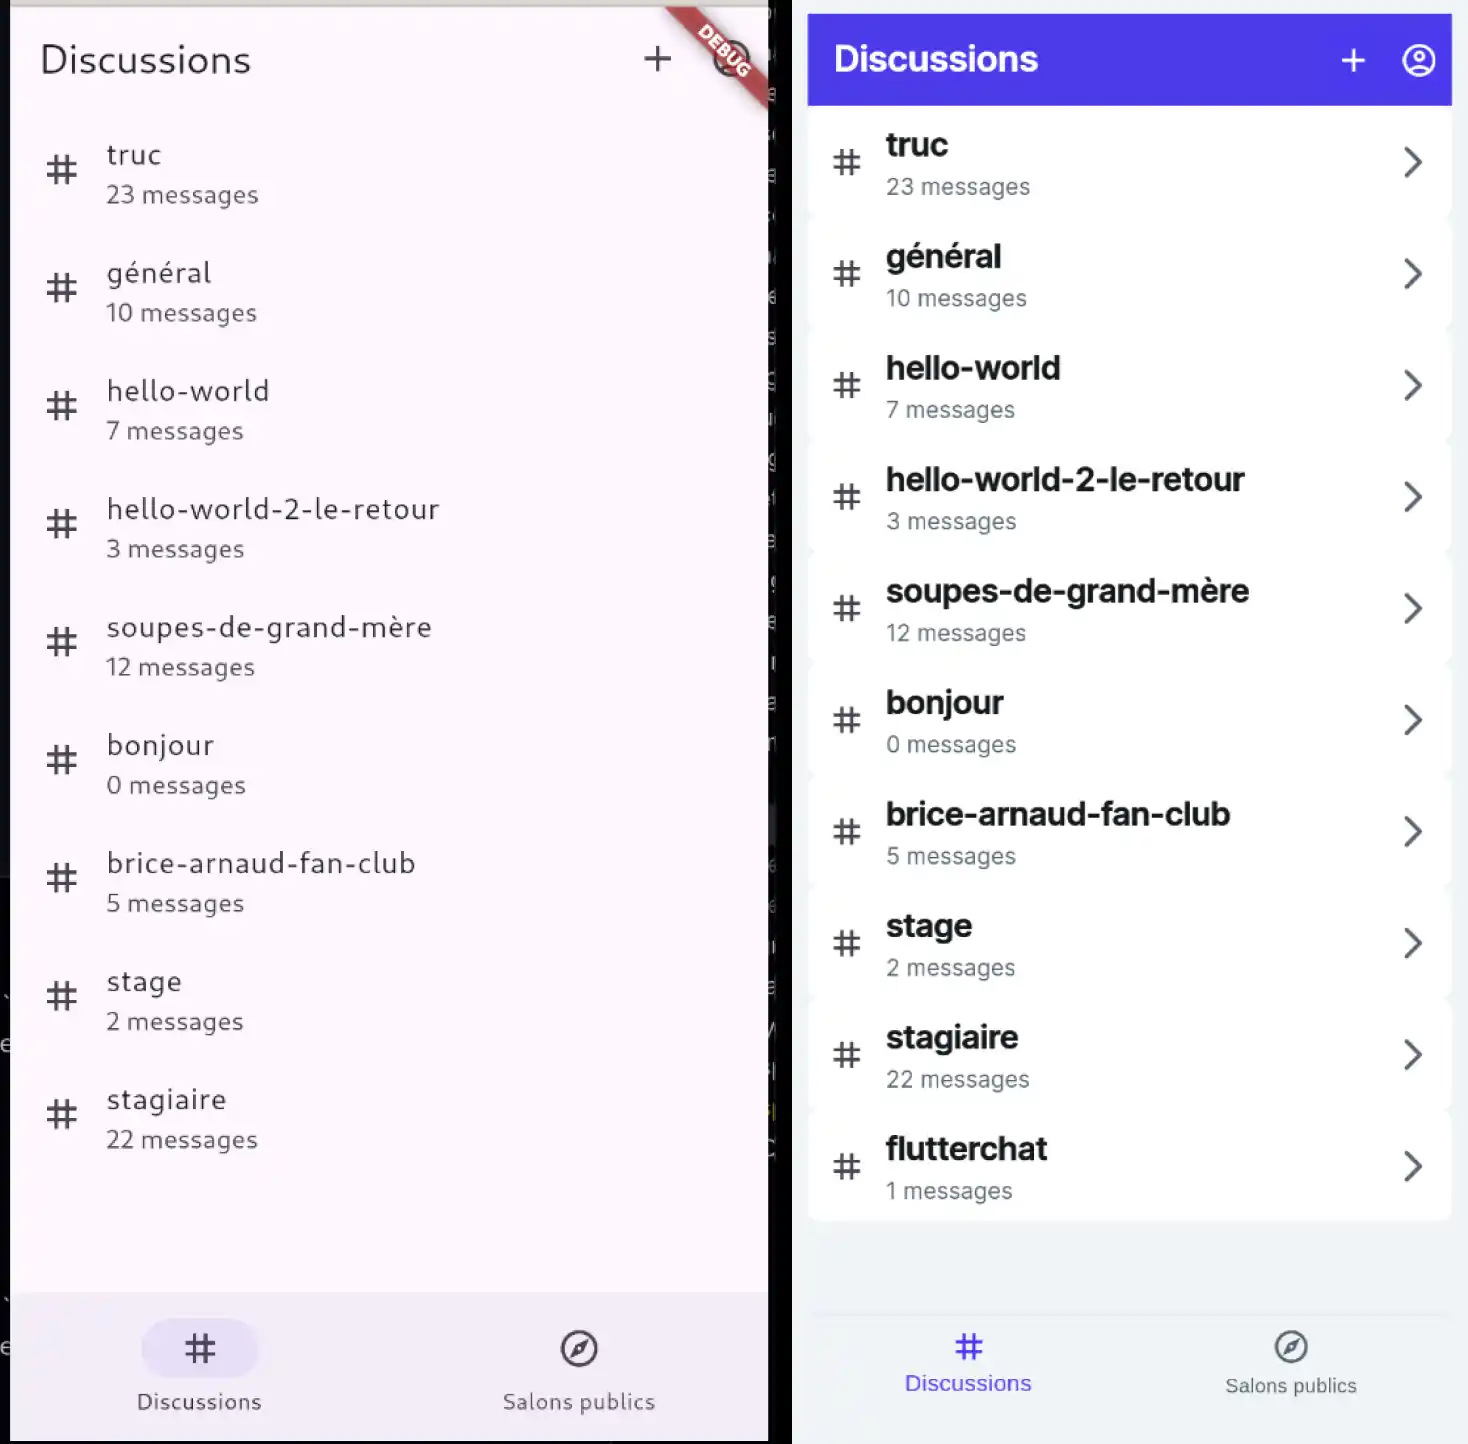 Discussions
DEBUG
truc
23 messages
général
10 messages
hello-world
7 messages
hello-world-2-le-retour
3 messages
soupes-de-grand-mère
12 messages
bonjour
0 messages
brice-arnaud-fan-club
5 messages
stage
2 messages
stagiaire
22 messages
Discussions
Salons publics
Discussions
truc
23 messages
général
10 messages
hello-world
7 messages
hello-world-2-le-retour
3 messages
soupes-de-grand-mère
12 messages
bonjour
0 messages
brice-arnaud-fan-club
5 messages
stage
2 messages
stagiaire
22 messages
flutterchat
1 messages
Discussions
Salons publics